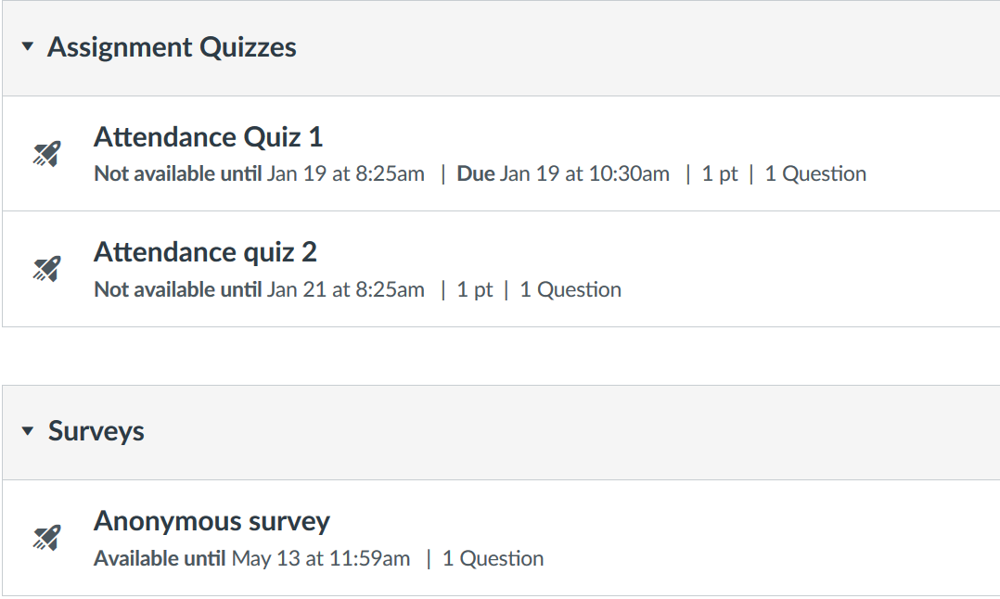 Assignment Quizzes
Attendance Quiz 1
Not available until Jan 19 at 8:25am | Due Jan 19 at 10:30am | 1 pt | 1 Question
Attendance quiz 2
Not available until Jan 21 at 8:25am | 1 pt | 1 Question
Surveys
Anonymous survey
Available until May 13 at 11:59am | 1 Question